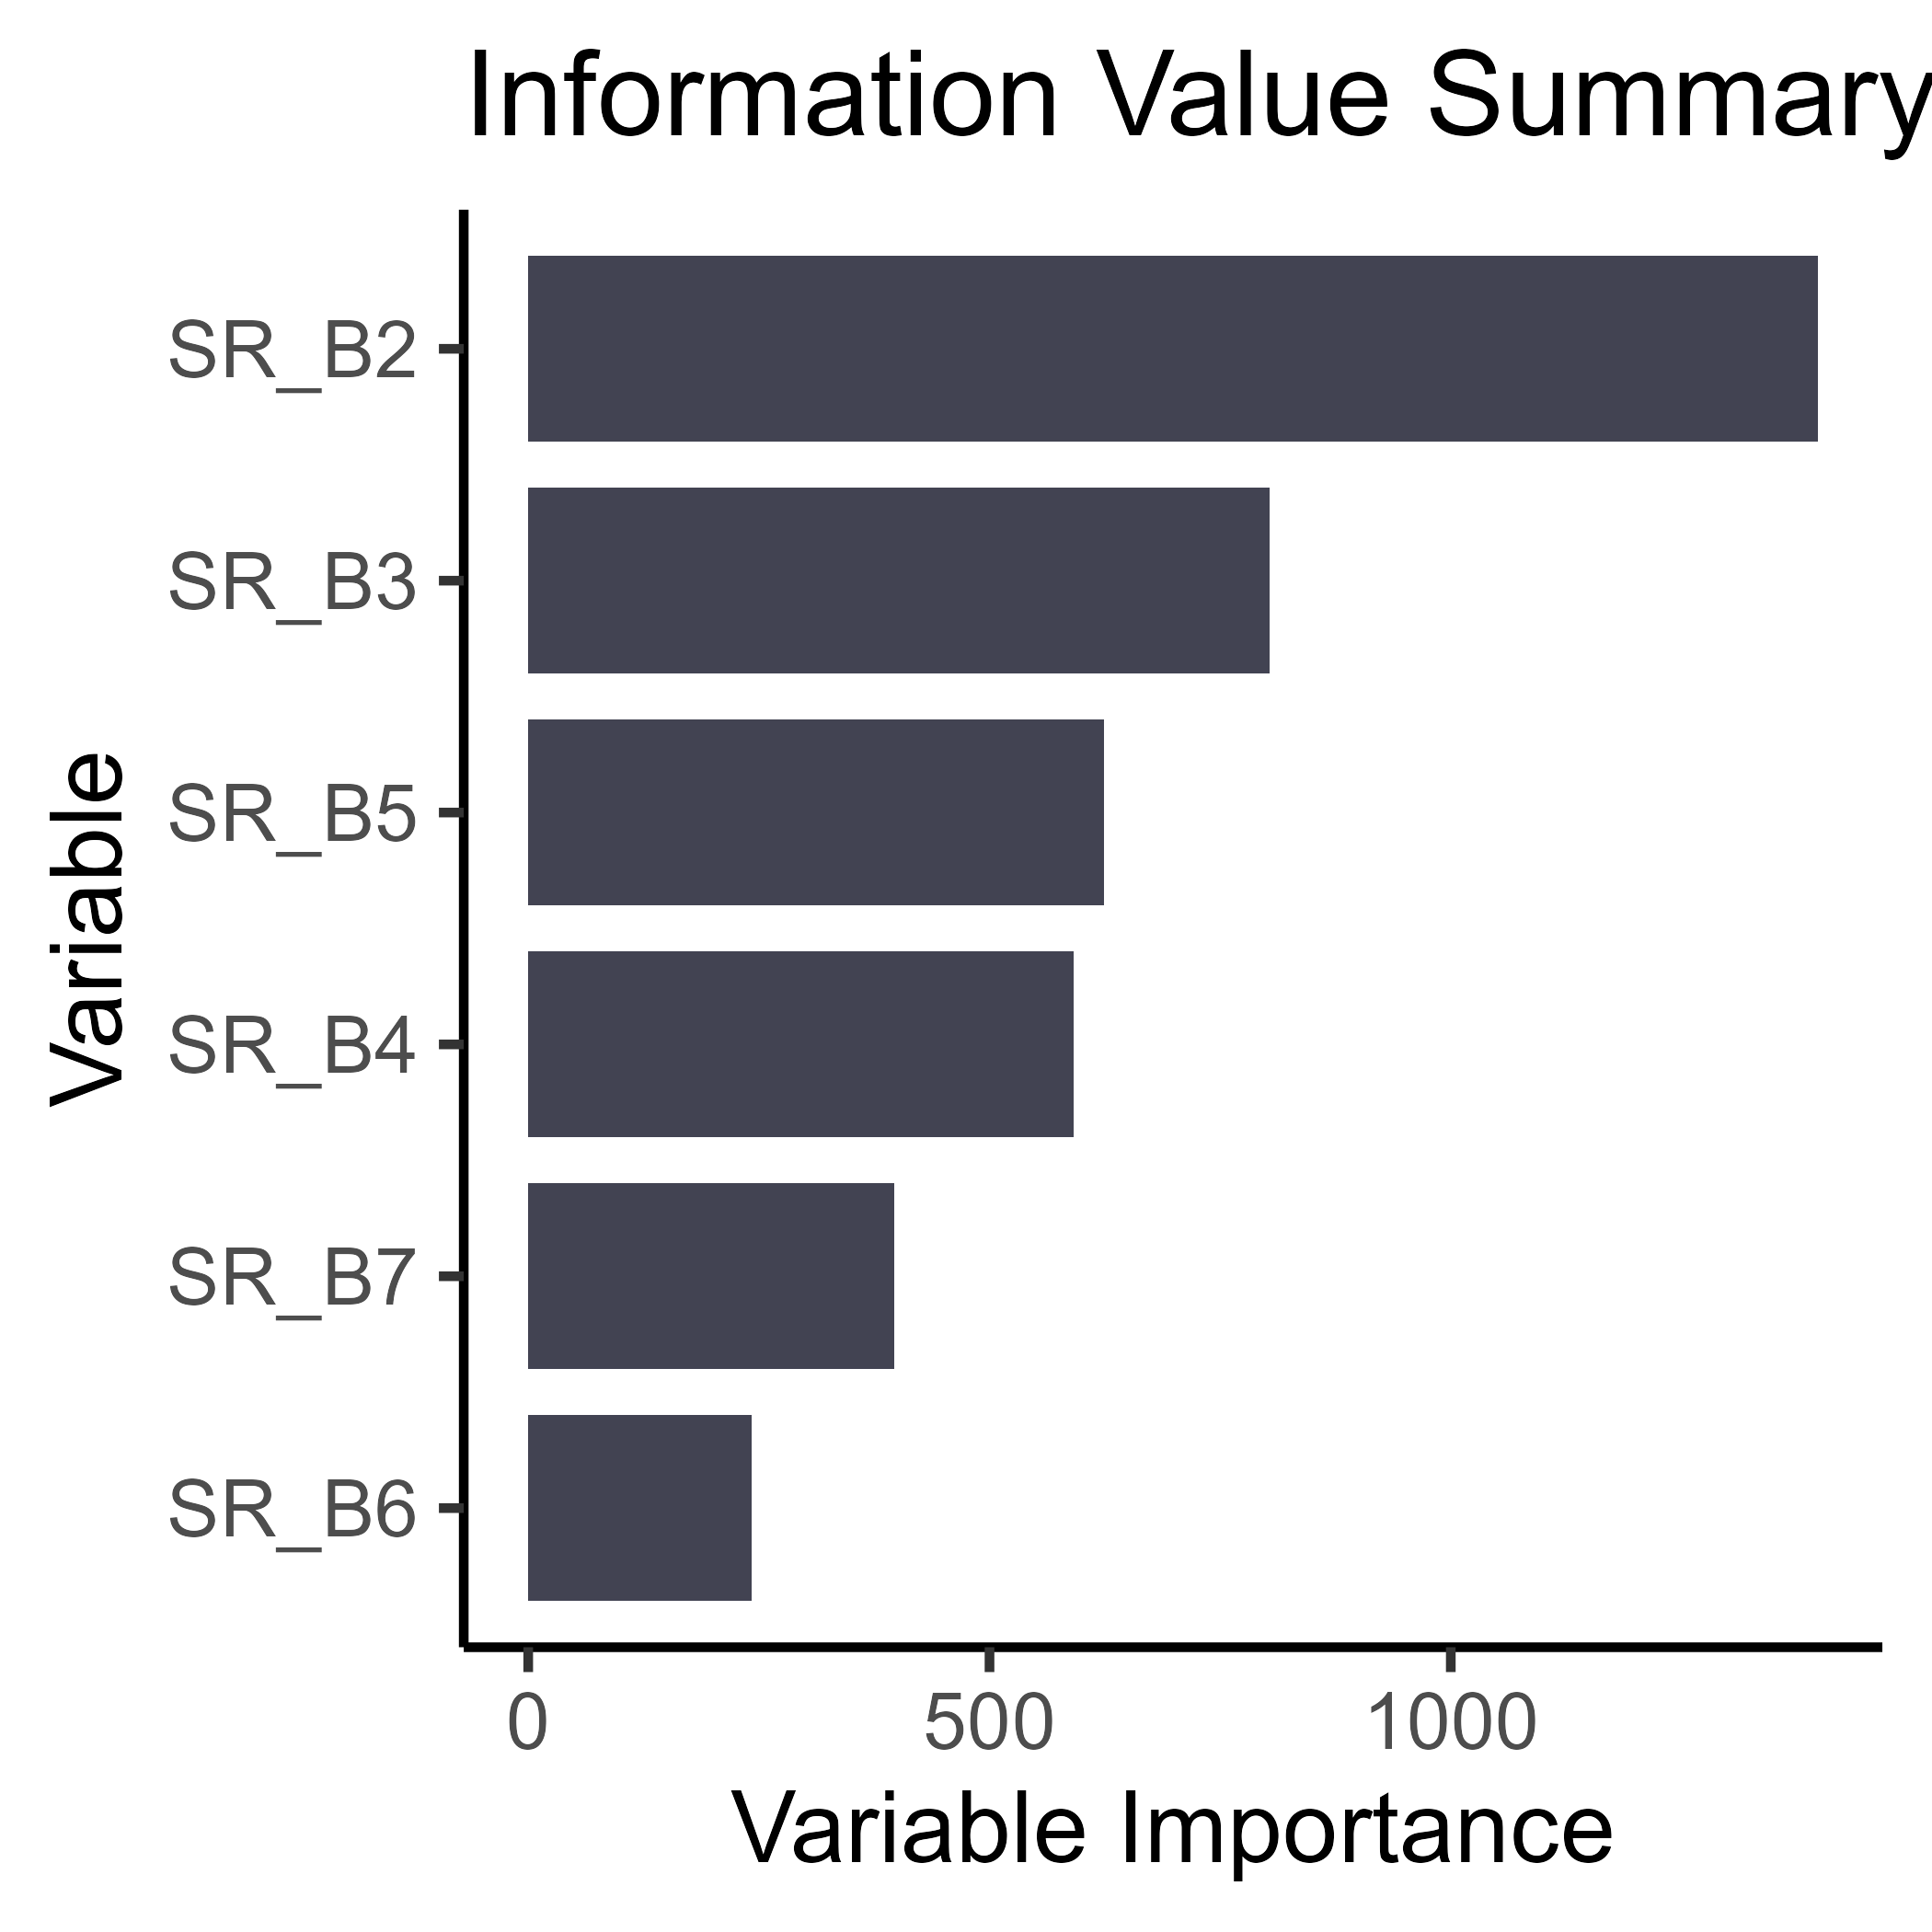 Information Value Summary
Variable
SR_B2
SR_B3
SR_B5
SR_B4
SR_B7
SR_B6
0 500 1000
Variable Importance